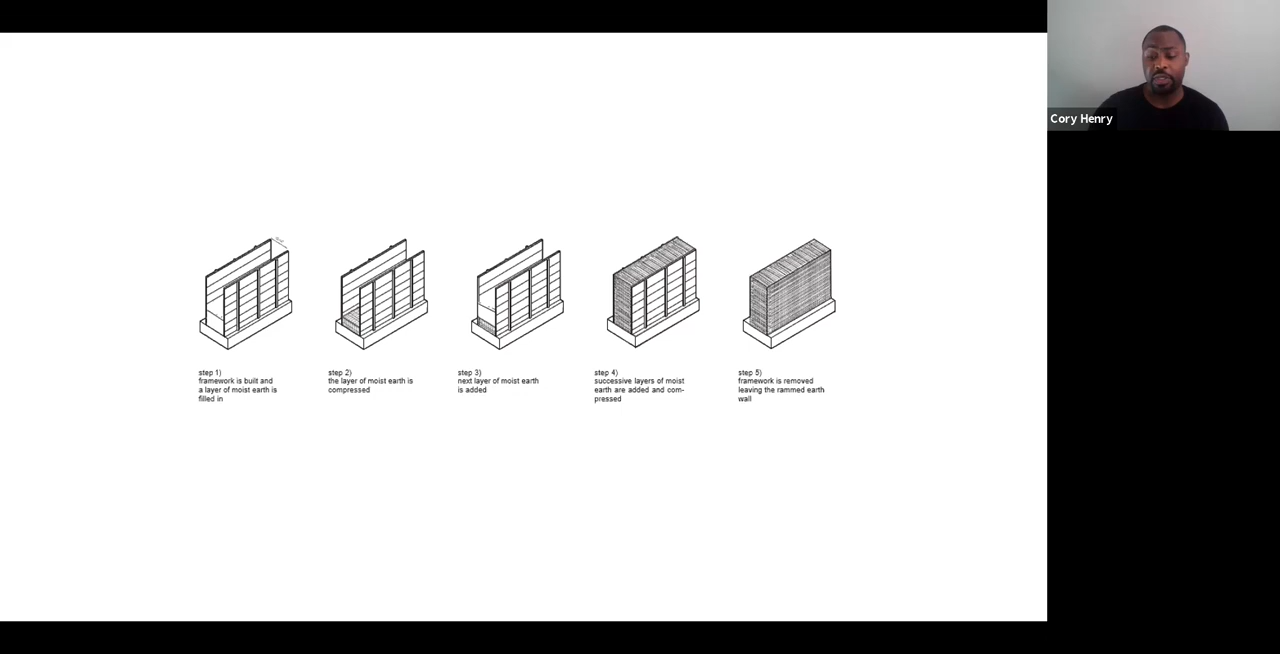 Cory Henry
step 1)
framework is built and
a layer of moist earth is
filled in
step 2)
the layer of moist earth is
compressed
step 3)
next layer of moist earth
is added
step 4)
successive layers of moist
earth are added and com-
pressed
step 5)
framework is removed
leaving the rammed earth
wall